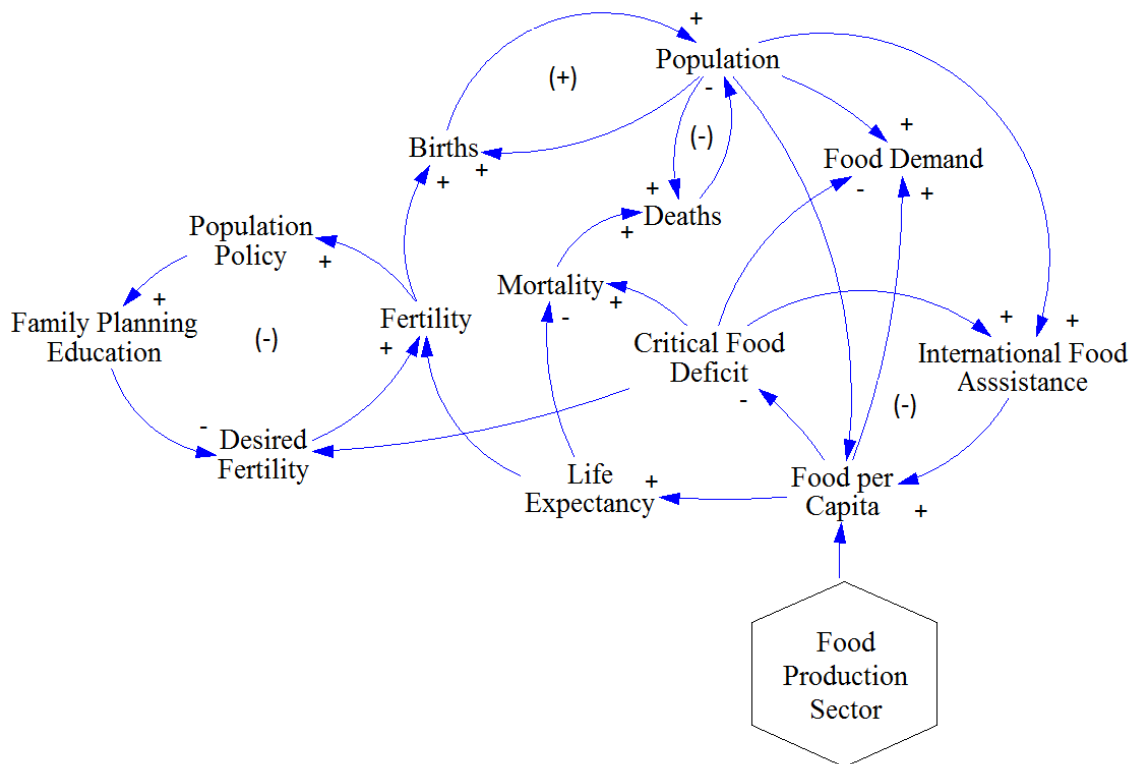 +
Population
(+)
-
(-)
+
Births
+
+
Food Demand
-
+
+
Deaths
+
Population
Policy
+
Mortality
-
+
+
Family Planning
Education
(-)
Fertility
+
Critical Food
Deficit
-
+
+
International Food
Asssistance
(-)
-
Desired
Fertility
Life
Expectancy
+
Food per
Capita
+
Food
Production
Sector